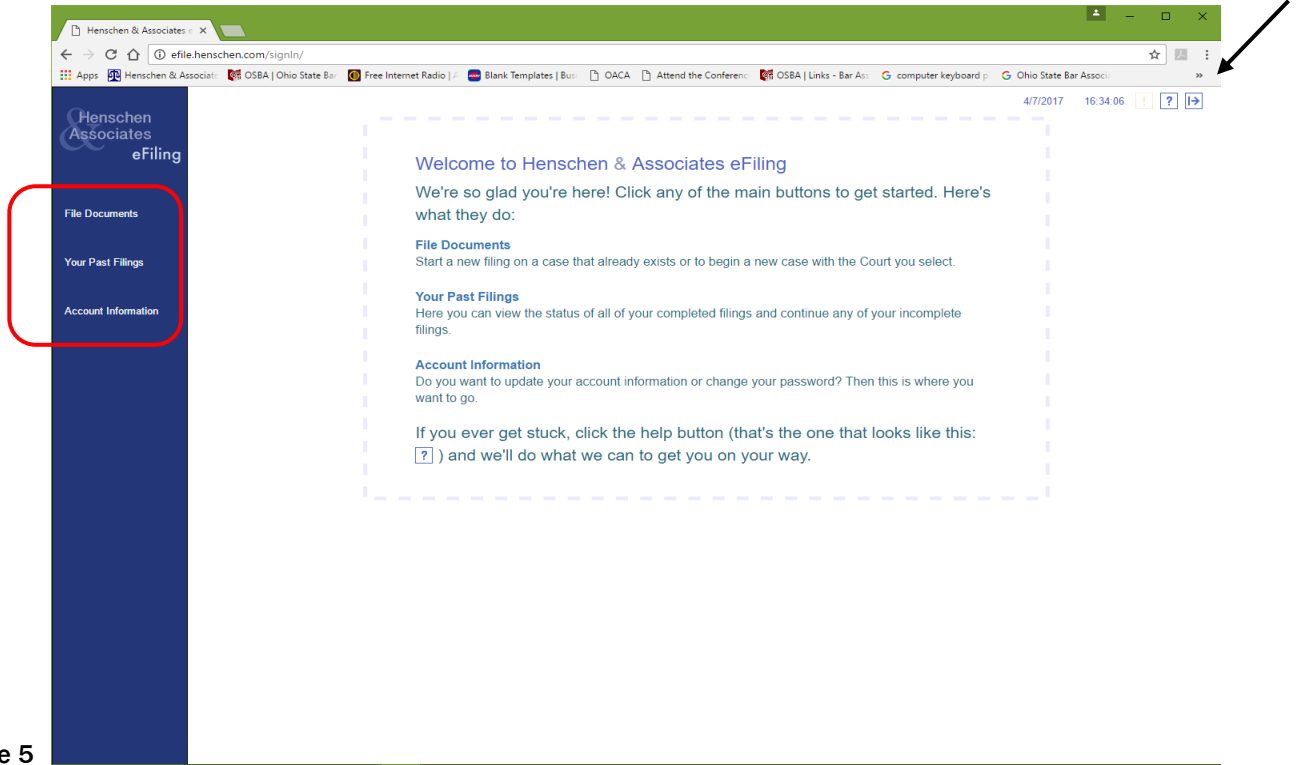 Henschen & Associates e
efile.henschen.com/signIn/
Apps Henschen & Associate OSBA | Ohio State Bar Free Internet Radio | A Blank Templates | Busi OACA Attend the Conferenc OSBA | Links - Bar Ass G computer keyboard p G Ohio State Bar Associ »
4/7/2017 16:34:06 ! ?
Henschen
& Associates
eFiling
File Documents
Your Past Filings
Account Information
Welcome to Henschen & Associates eFiling
We're so glad you're here! Click any of the main buttons to get started. Here's
what they do:
File Documents
Start a new filing on a case that already exists or to begin a new case with the Court you select.
Your Past Filings
Here you can view the status of all of your completed filings and continue any of your incomplete
filings.
Account Information
Do you want to update your account information or change your password? Then this is where you
want to go.
If you ever get stuck, click the help button (that's the one that looks like this:
? ) and we'll do what we can to get you on your way.
e 5